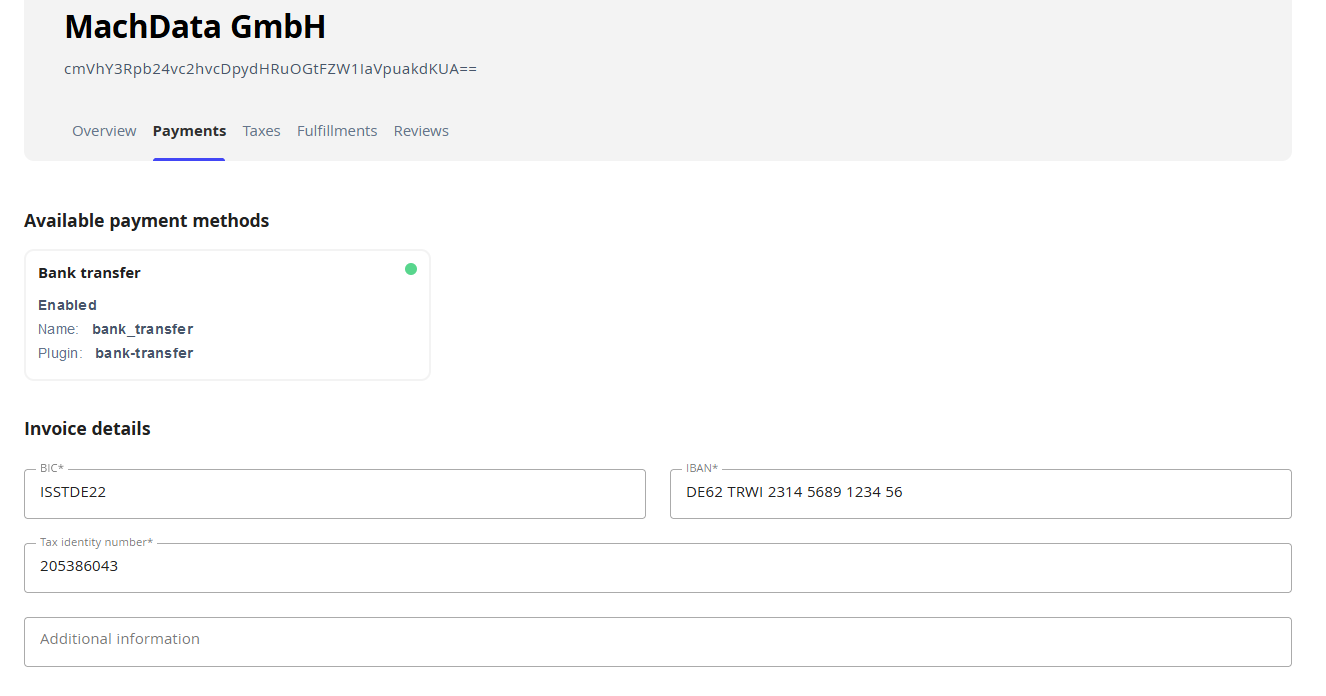 MachData GmbH
cmVhY3Rpb24vc2hvcDpydHRuOGtFZW1IaVpuakdKUA==
Overview Payments Taxes Fulfillments Reviews
Available payment methods
Bank transfer
Enabled
Name: bank_transfer
Plugin: bank-transfer
Invoice details
BIC* IBAN*
ISSTDE22 DE62 TRWI 2314 5689 1234 56
Tax identity number*
205386043
Additional information